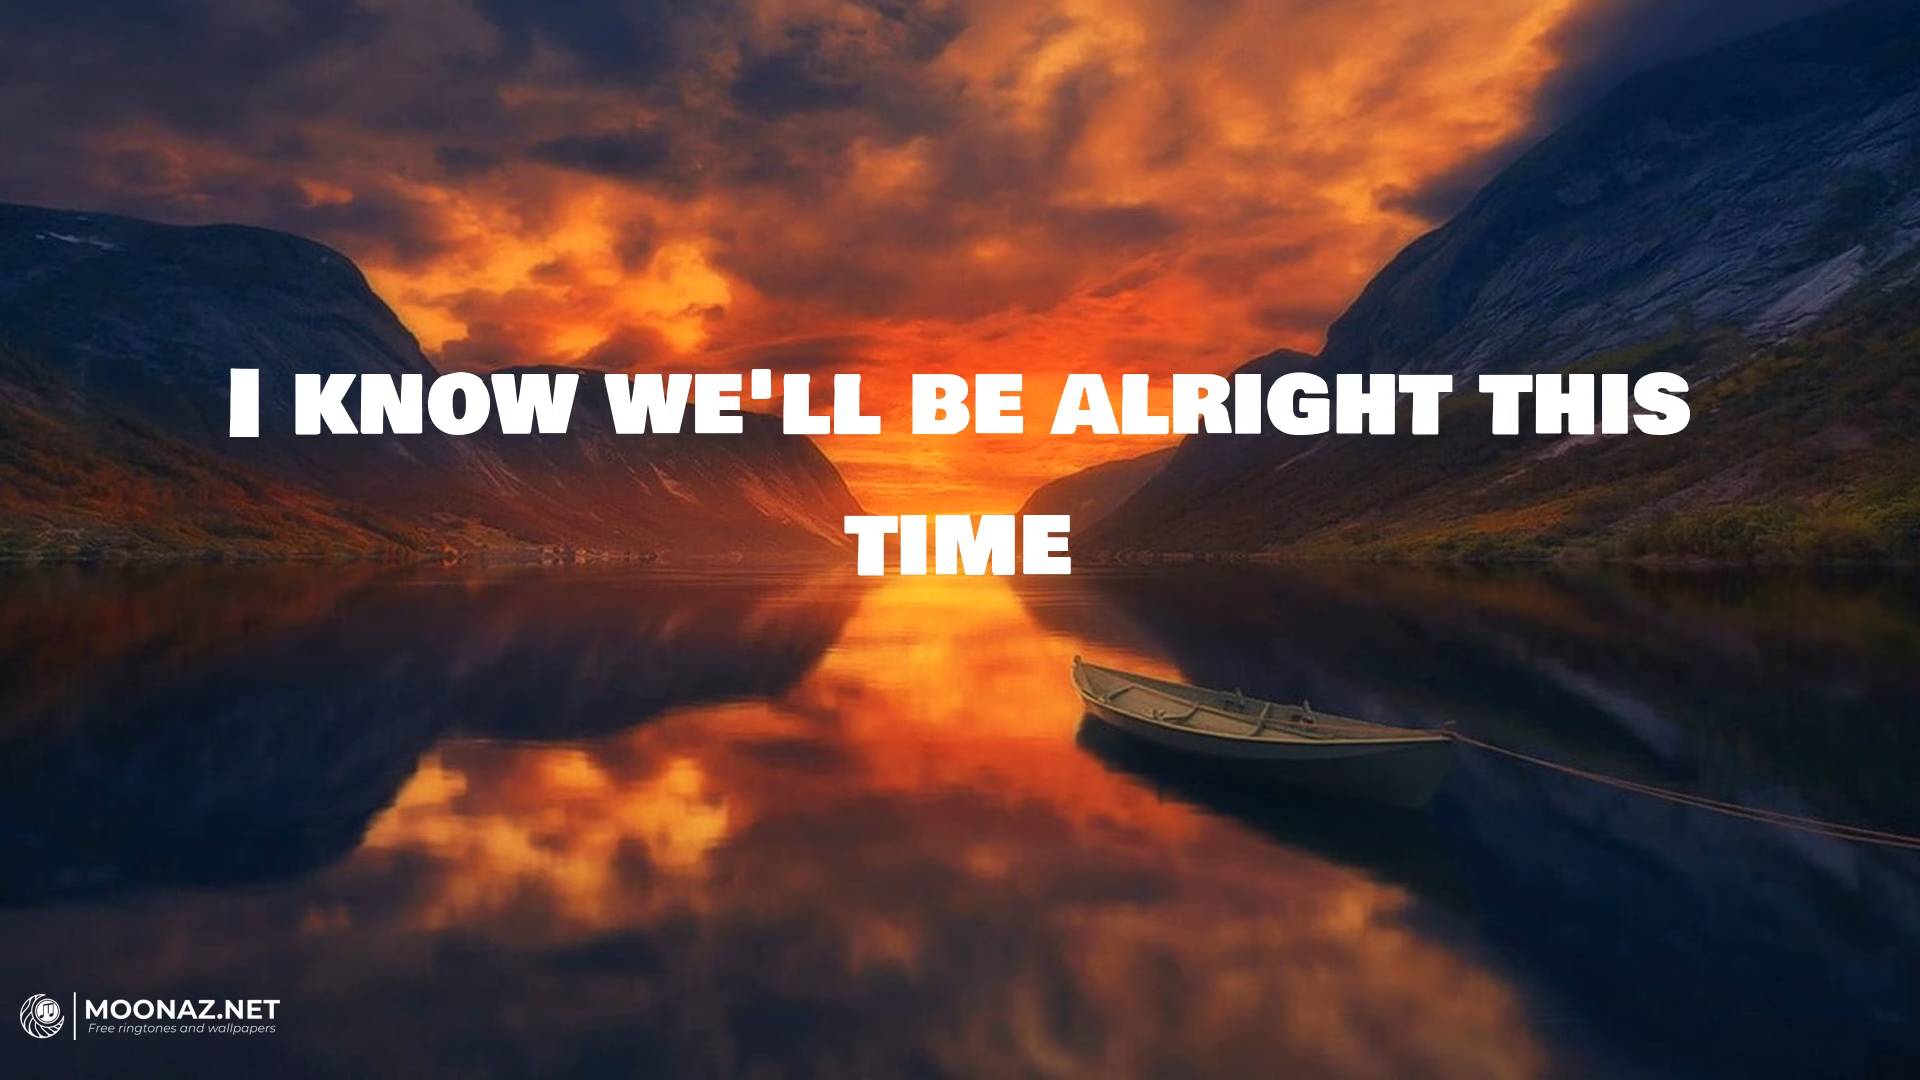 I KNOW WE'LL BE ALRIGHT THIS
TIME
MOONAZ.NET
Free ringtones and wallpapers